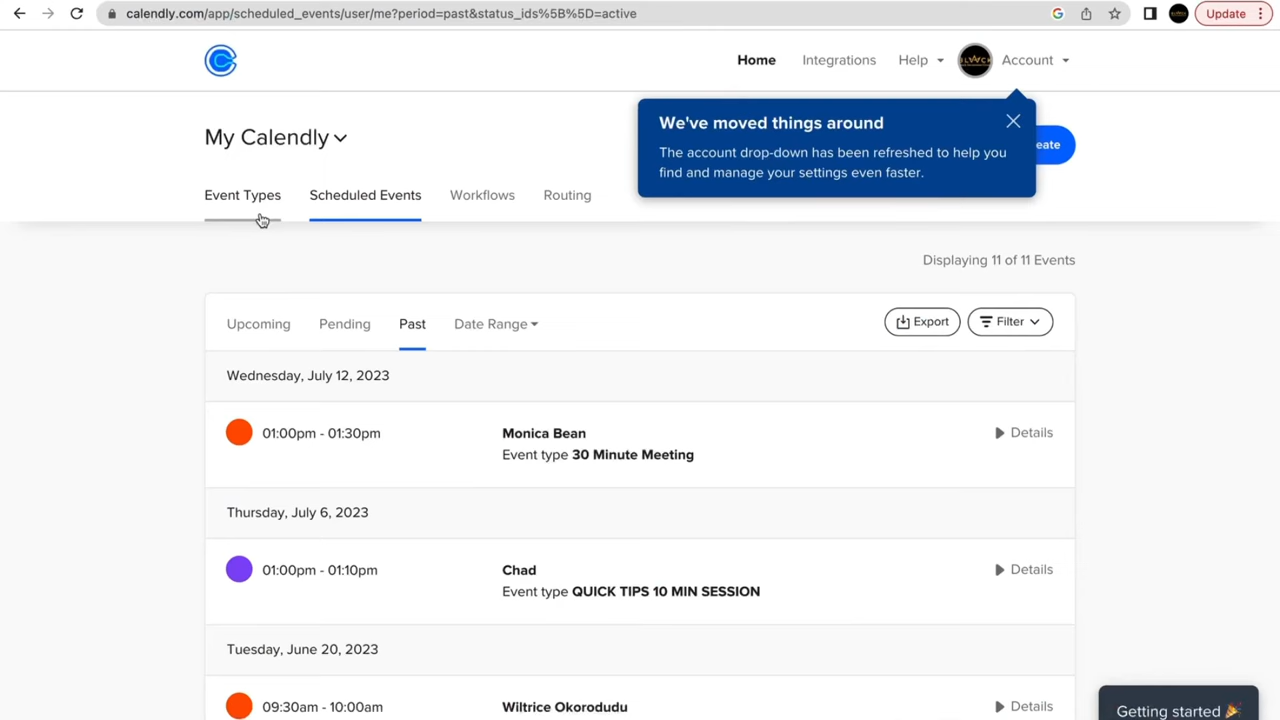 calendly.com/app/scheduled_events/user/me?period=past&status_ids%5B%5D=active
Update
Home
Integrations
Help
Account
We've moved things around
The account drop-down has been refreshed to help you
find and manage your settings even faster.
My Calendly
Event Types
Scheduled Events
Workflows
Routing
Displaying 11 of 11 Events
Upcoming
Pending
Past
Date Range
Export
Filter
Wednesday, July 12, 2023
01:00pm - 01:30pm
Monica Bean
Details
Event type 30 Minute Meeting
Thursday, July 6, 2023
01:00pm - 01:10pm
Chad
Details
Event type QUICK TIPS 10 MIN SESSION
Tuesday, June 20, 2023
09:30am - 10:00am
Wiltrice Okorodudu
Details
Getting started 🎉